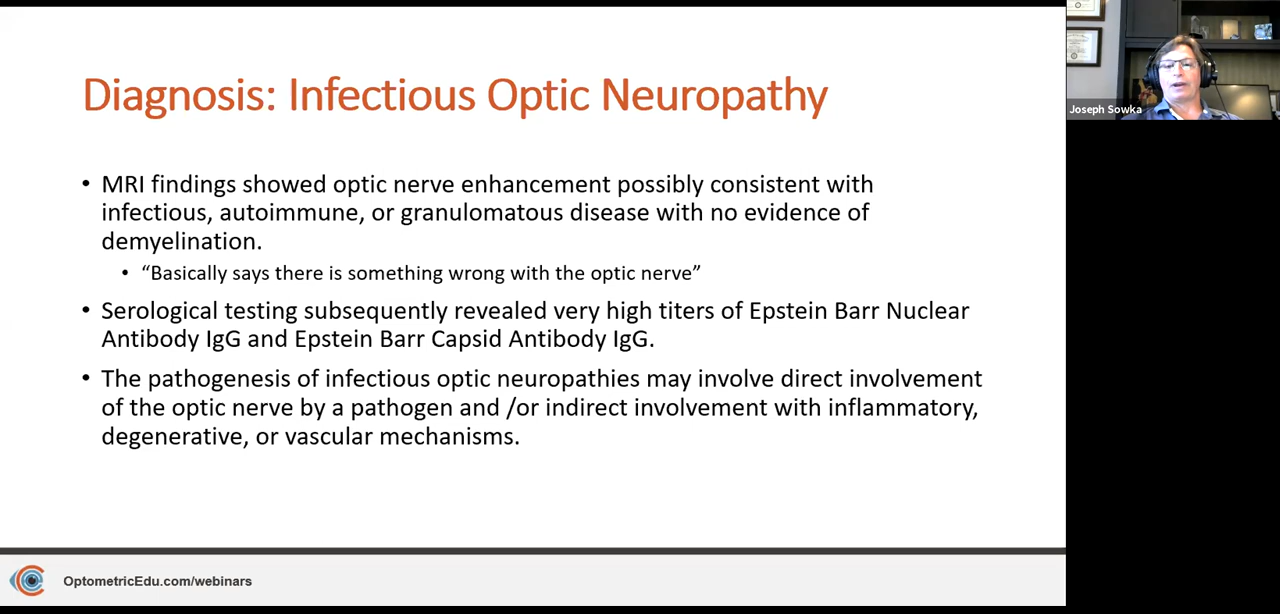 Diagnosis: Infectious Optic Neuropathy
• MRI findings showed optic nerve enhancement possibly consistent with
infectious, autoimmune, or granulomatous disease with no evidence of
demyelination.
• “Basically says there is something wrong with the optic nerve”
• Serological testing subsequently revealed very high titers of Epstein Barr Nuclear
Antibody IgG and Epstein Barr Capsid Antibody IgG.
• The pathogenesis of infectious optic neuropathies may involve direct involvement
of the optic nerve by a pathogen and /or indirect involvement with inflammatory,
degenerative, or vascular mechanisms.
OptometricEdu.com/webinars
Joseph Sowka